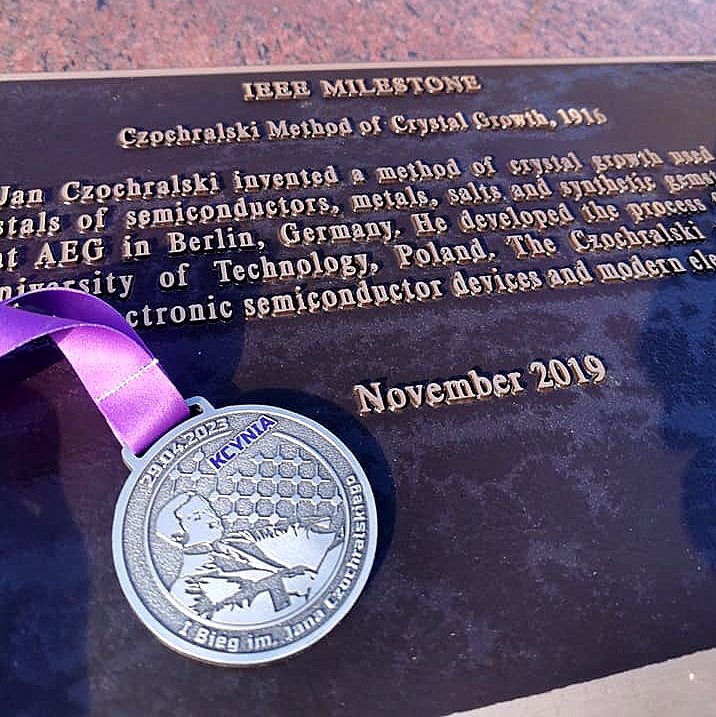 IEEE MILESTONE
Czochralski Method of Crystal Growth, 1916
Jan Czochralski invented a method of crystal growth used
stals of semiconductors, metals, salts and synthetic gemst
at AEG in Berlin, Germany. He developed the process
niversity of Technology, Poland. The Czochralski
ctronic semiconductor devices and modern ele
November 2019
29.04.2023
KCYNIA
I Bieg im. Jana Czochralskiego